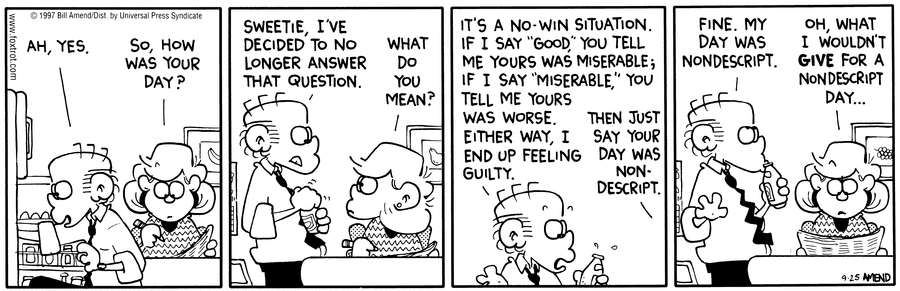 © 1997 Bill Amend/Dist. by Universal Press Syndicate
www.foxtrot.com
AH, YES.
SO, HOW
WAS YOUR
DAY?
SWEETIE, I'VE
DECIDED TO NO
LONGER ANSWER
THAT QUESTION.
WHAT
DO
YOU
MEAN?
IT'S A NO-WIN SITUATION.
IF I SAY "GOOD," YOU TELL
ME YOURS WAS MISERABLE;
IF I SAY "MISERABLE," YOU
TELL ME YOURS
WAS WORSE.
EITHER WAY, I
END UP FEELING
GUILTY.
THEN JUST
SAY YOUR
DAY WAS
NON-
DESCRIPT.
FINE. MY
DAY WAS
NONDESCRIPT.
OH, WHAT
I WOULDN'T
GIVE FOR A
NONDESCRIPT
DAY...
9-25 AMEND